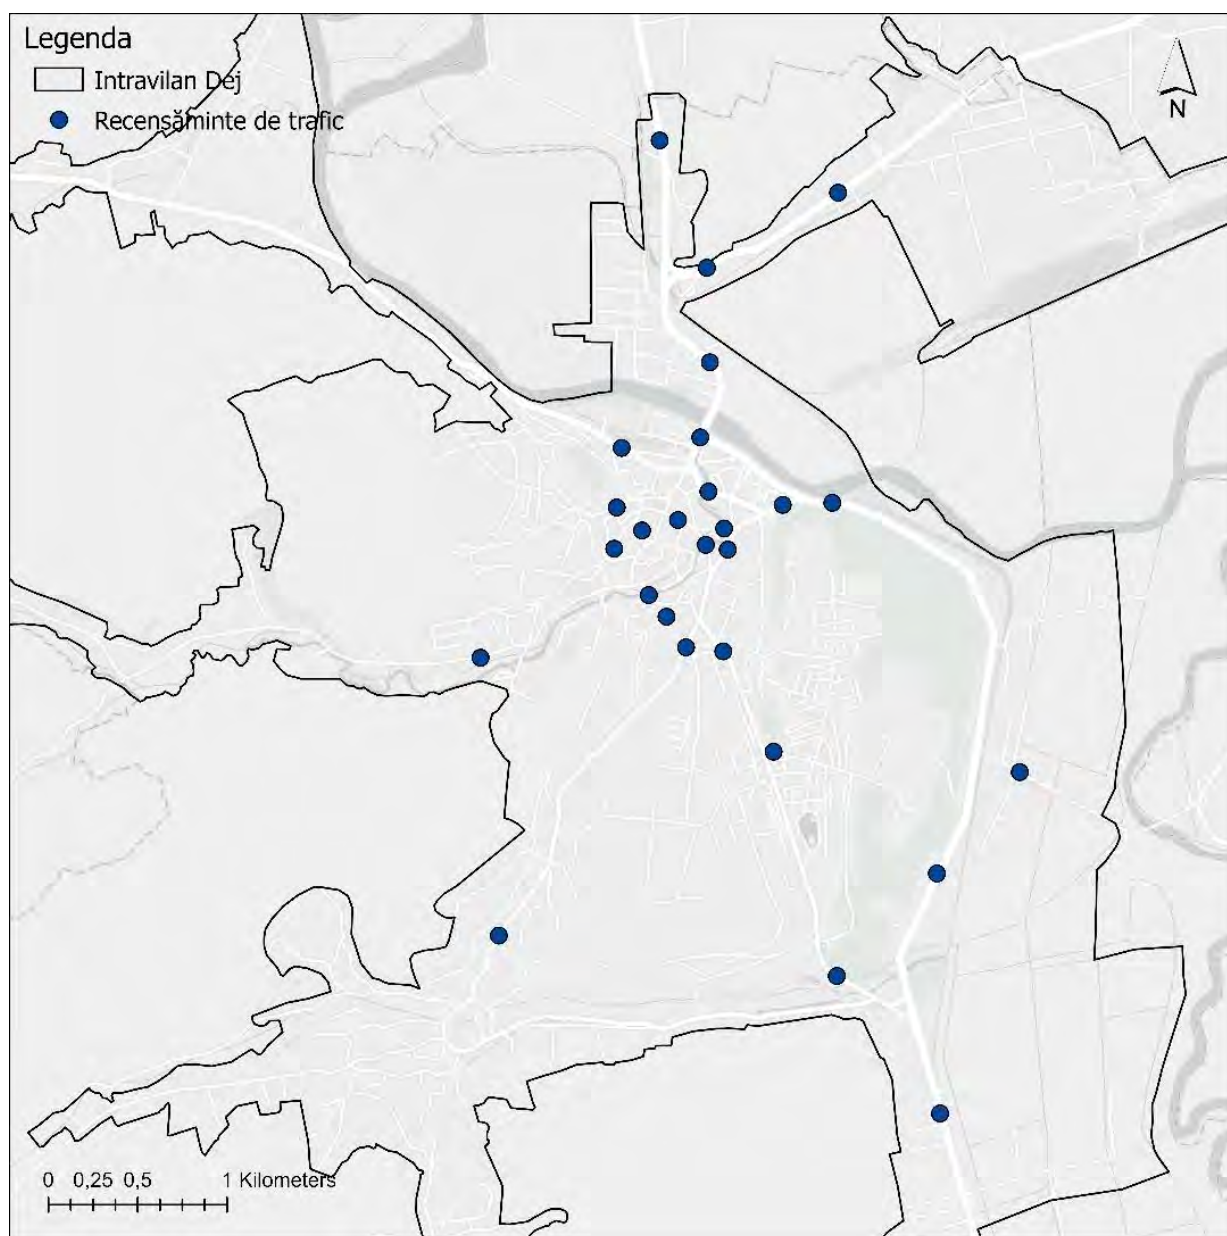 Legenda
Intravilan Dej
Recensăminte de trafic
N
0 0,25 0,5 1 Kilometers